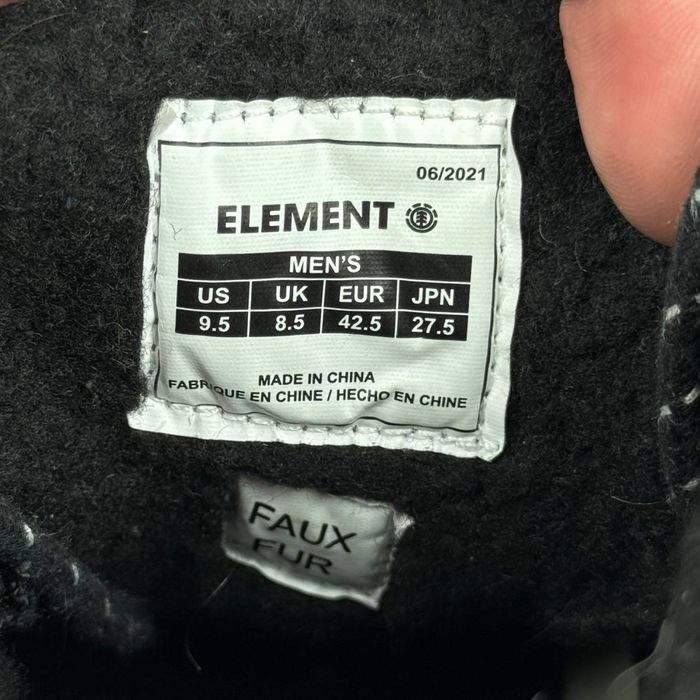 06/2021
ELEMENT
MEN'S
US UK EUR JPN
9.5 8.5 42.5 27.5
MADE IN CHINA
FABRIQUE EN CHINE / HECHO EN CHINE
FAUX
FUR